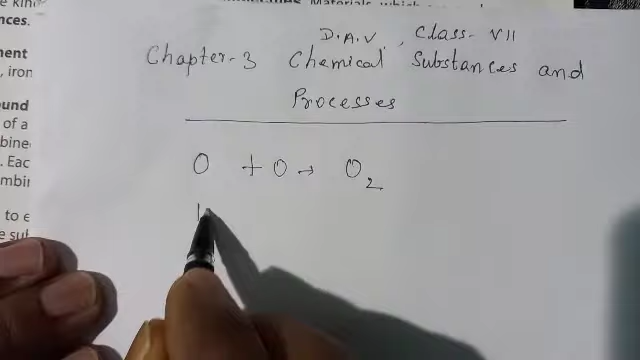 D.A.V, Class- VII
Chapter-3 Chemical Substances and
Processes
O + O → O₂